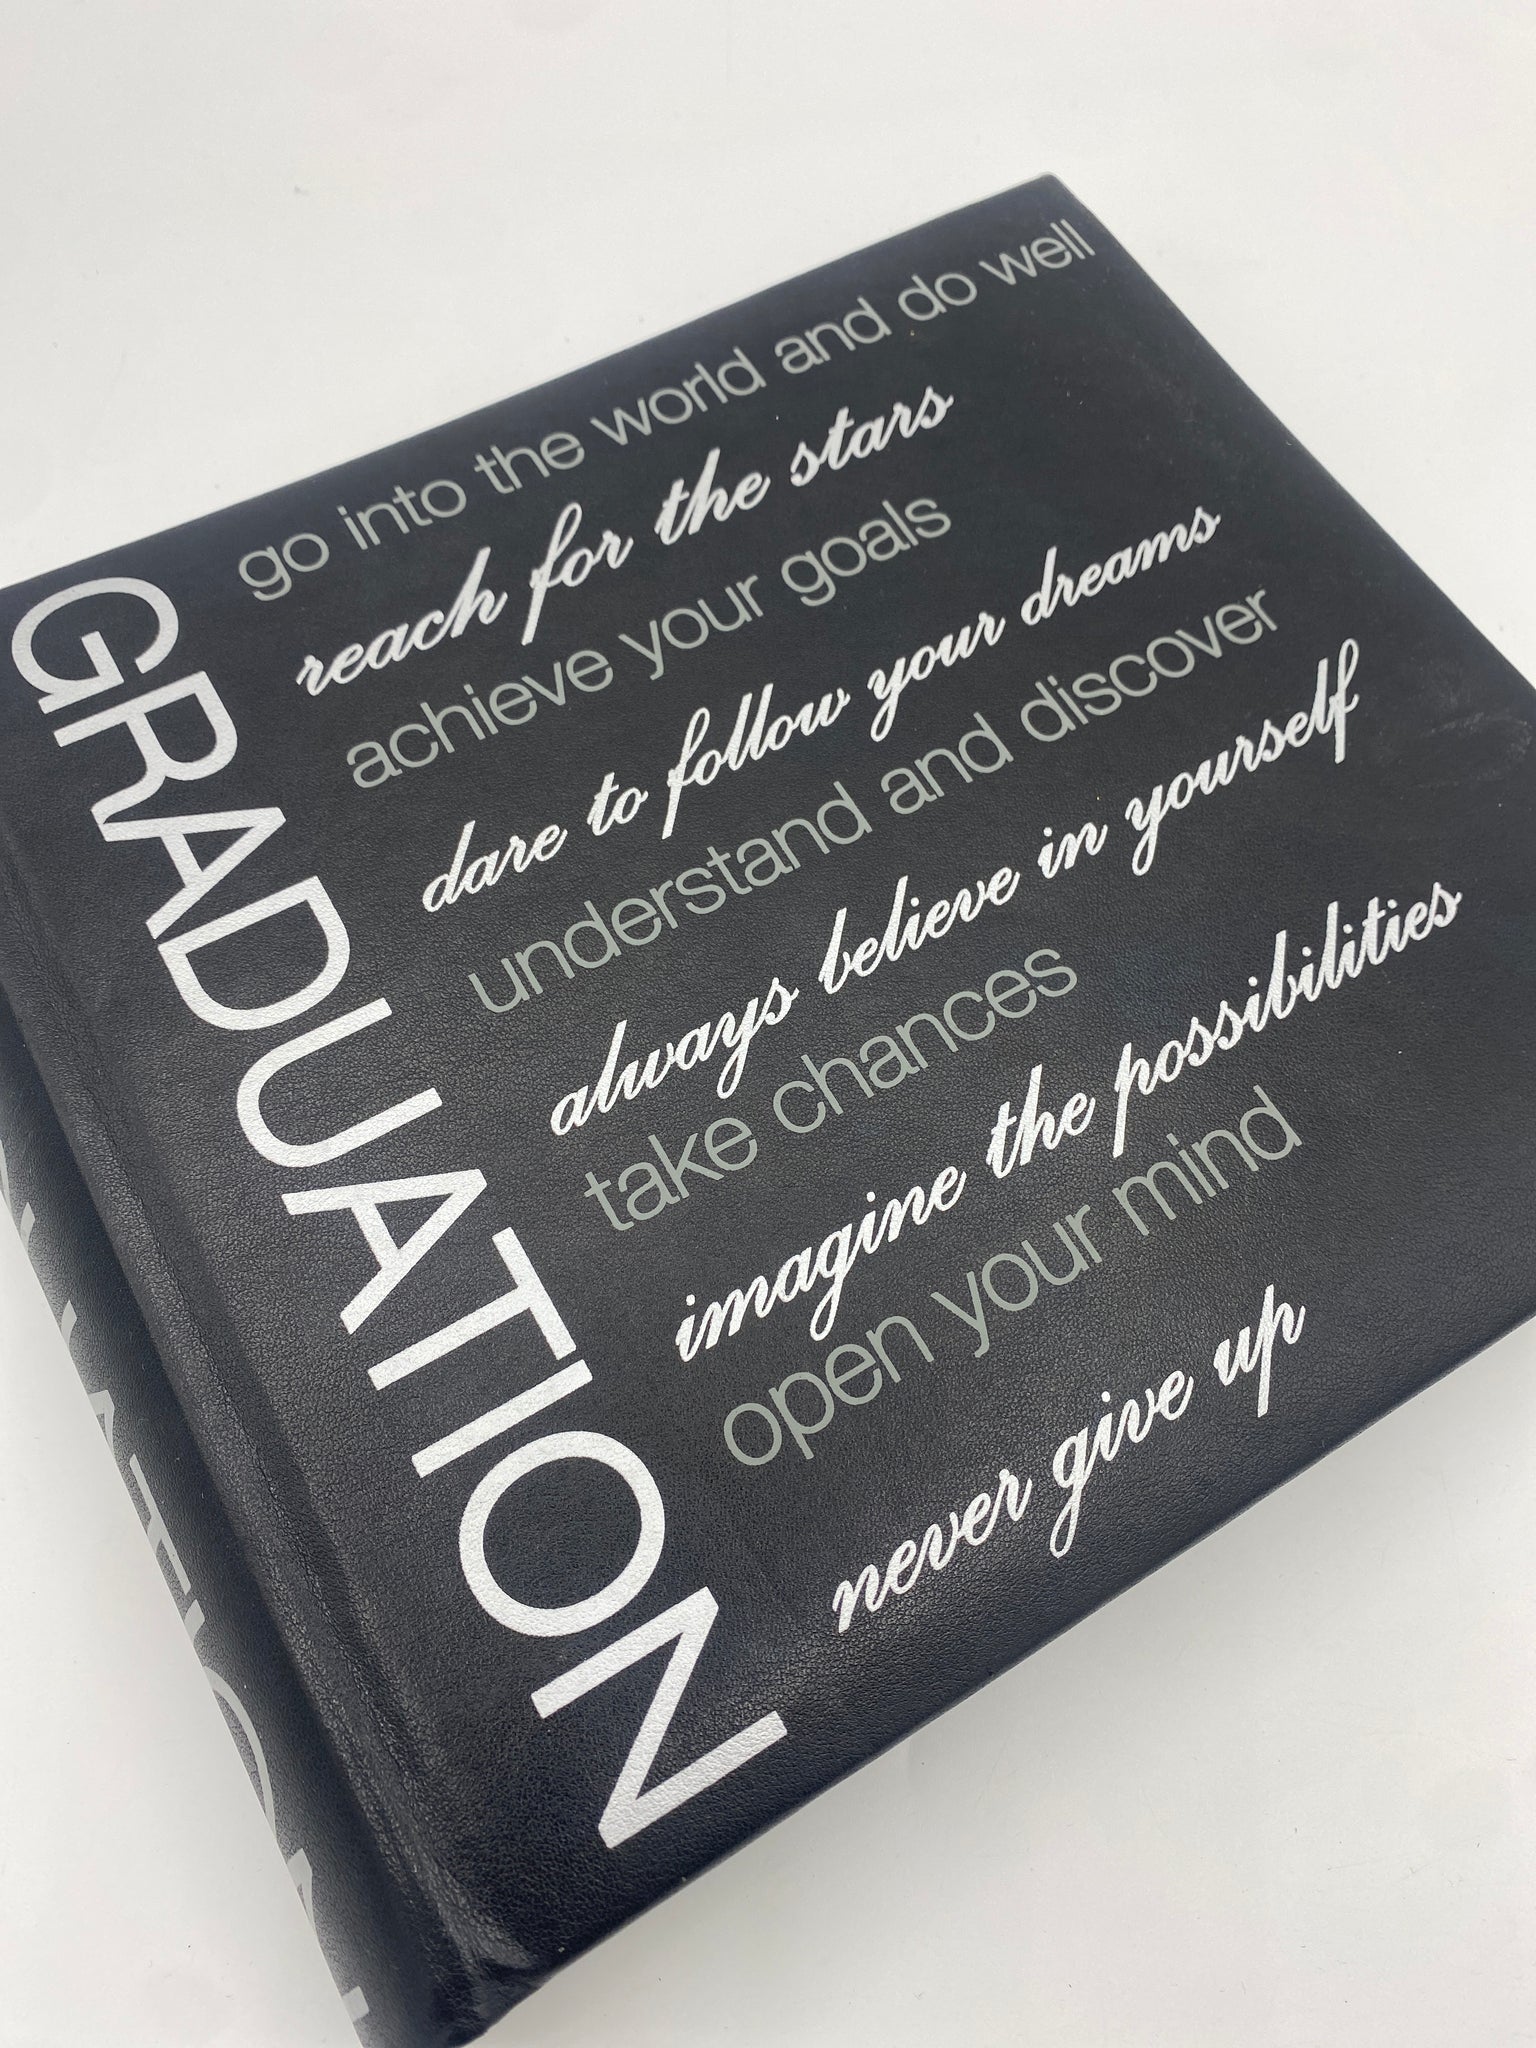 GRADUATION
go into the world and do well
reach for the stars
achieve your goals
dare to follow your dreams
understand and discover
always believe in yourself
take chances
imagine the possibilities
open your mind
never give up